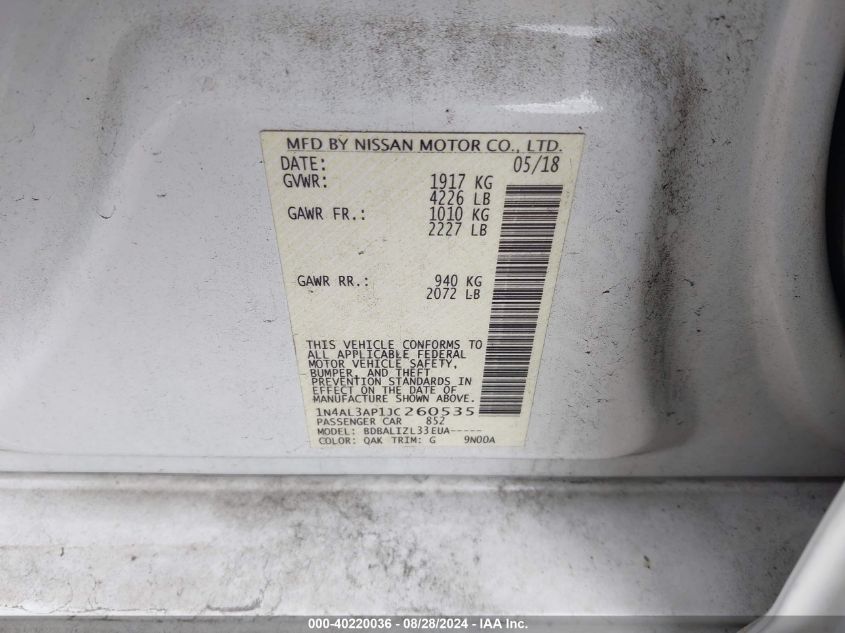 MFD BY NISSAN MOTOR CO., LTD.
DATE: 05/18
GVWR: 1917 KG
4226 LB
GAWR FR.: 1010 KG
2227 LB
GAWR RR.: 940 KG
2072 LB
THIS VEHICLE CONFORMS TO
ALL APPLICABLE FEDERAL
MOTOR VEHICLE SAFETY,
BUMPER, AND THEFT
PREVENTION STANDARDS IN
EFFECT ON THE DATE OF
MANUFACTURE SHOWN ABOVE.
1N4AL3AP1JC260535
PASSENGER CAR 852
MODEL: BDBALIZL33EUA-----
COLOR: QAK TRIM: G 9N00A
000-40220036 - 08/28/2024 - IAA Inc.